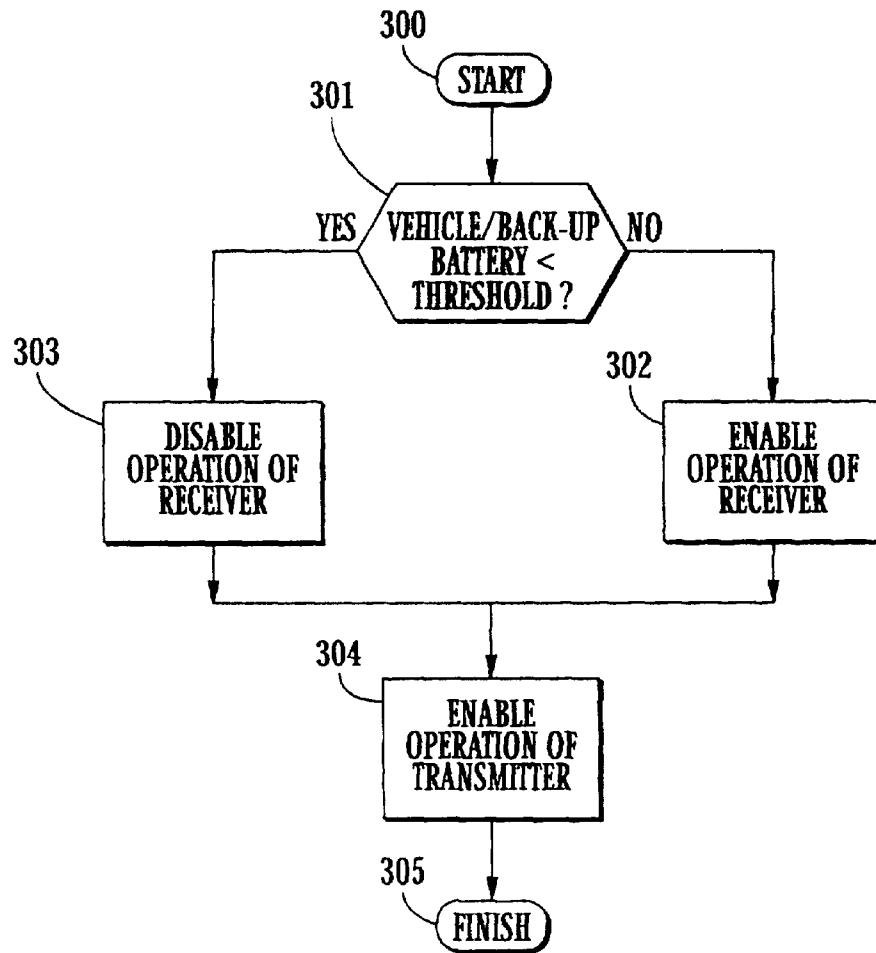 300
START
301
YES
VEHICLE/BACK-UP
BATTERY <
THRESHOLD ?
NO
303
DISABLE
OPERATION OF
RECEIVER
302
ENABLE
OPERATION OF
RECEIVER
304
ENABLE
OPERATION OF
TRANSMITTER
305
FINISH